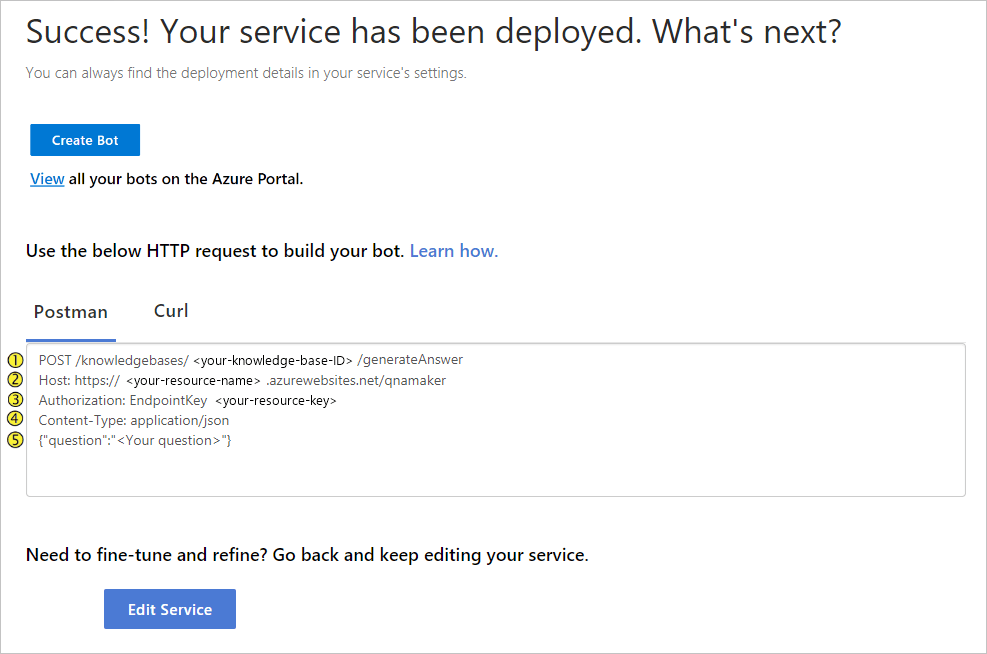 Success! Your service has been deployed. What's next?
You can always find the deployment details in your service's settings.
Create Bot
View all your bots on the Azure Portal.
Use the below HTTP request to build your bot. Learn how.
Postman Curl
1 POST /knowledgebases/ <your-knowledge-base-ID> /generateAnswer
2 Host: https:// <your-resource-name> .azurewebsites.net/qnamaker
3 Authorization: EndpointKey <your-resource-key>
4 Content-Type: application/json
5 {"question":"<Your question>"}
Need to fine-tune and refine? Go back and keep editing your service.
Edit Service